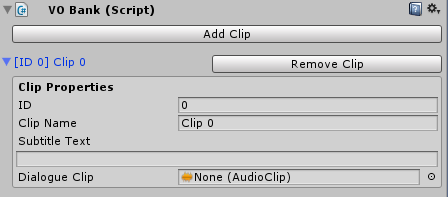 VO Bank (Script)
Add Clip
[ID 0] Clip 0 Remove Clip
Clip Properties
ID 0
Clip Name Clip 0
Subtitle Text
Dialogue Clip None (AudioClip)